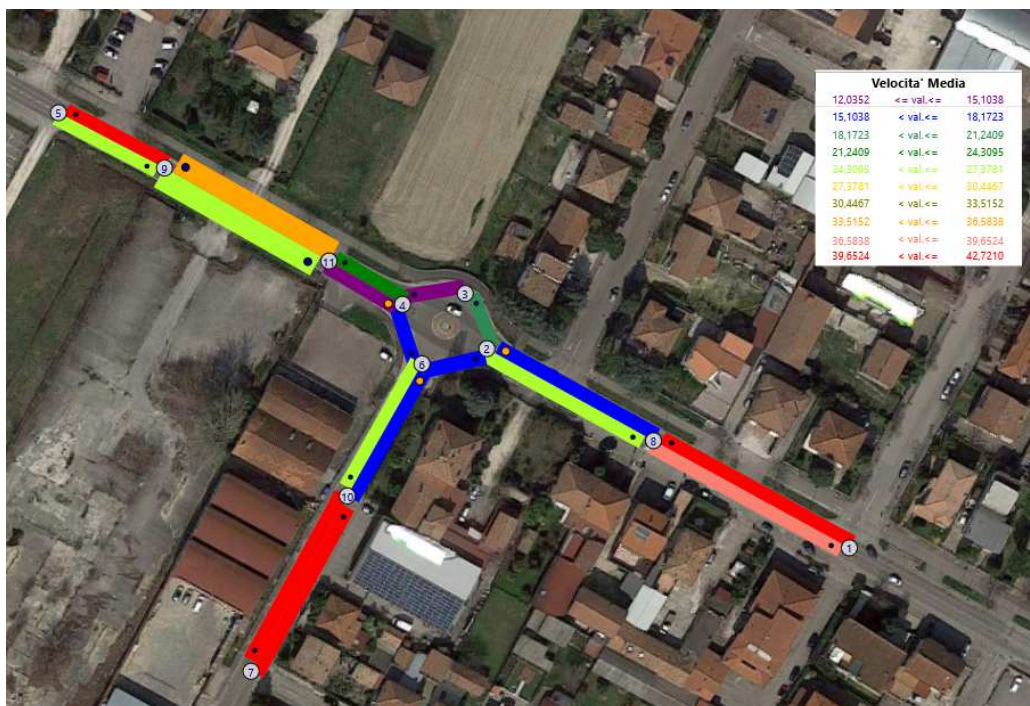 Velocita' Media
12,0352 <= val.<= 15,1038
15,1038 < val.<= 18,1723
18,1723 < val.<= 21,2409
21,2409 < val.<= 24,3095
24,3095 < val.<= 27,3781
27,3781 < val.<= 30,4467
30,4467 < val.<= 33,5152
33,5152 < val.<= 36,5838
36,5838 < val.<= 39,6524
39,6524 < val.<= 42,7210
5
9
11
3
4
2
6
8
10
1
7